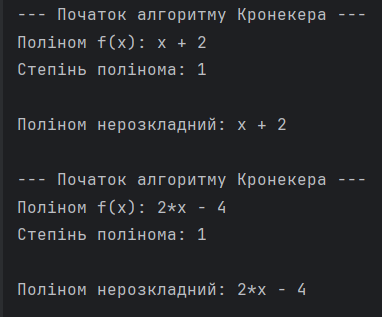 --- Початок алгоритму Кронекера ---
Поліном f(x): x + 2
Степінь полінома: 1
Поліном нерозкладний: x + 2
--- Початок алгоритму Кронекера ---
Поліном f(x): 2*x - 4
Степінь полінома: 1
Поліном нерозкладний: 2*x - 4